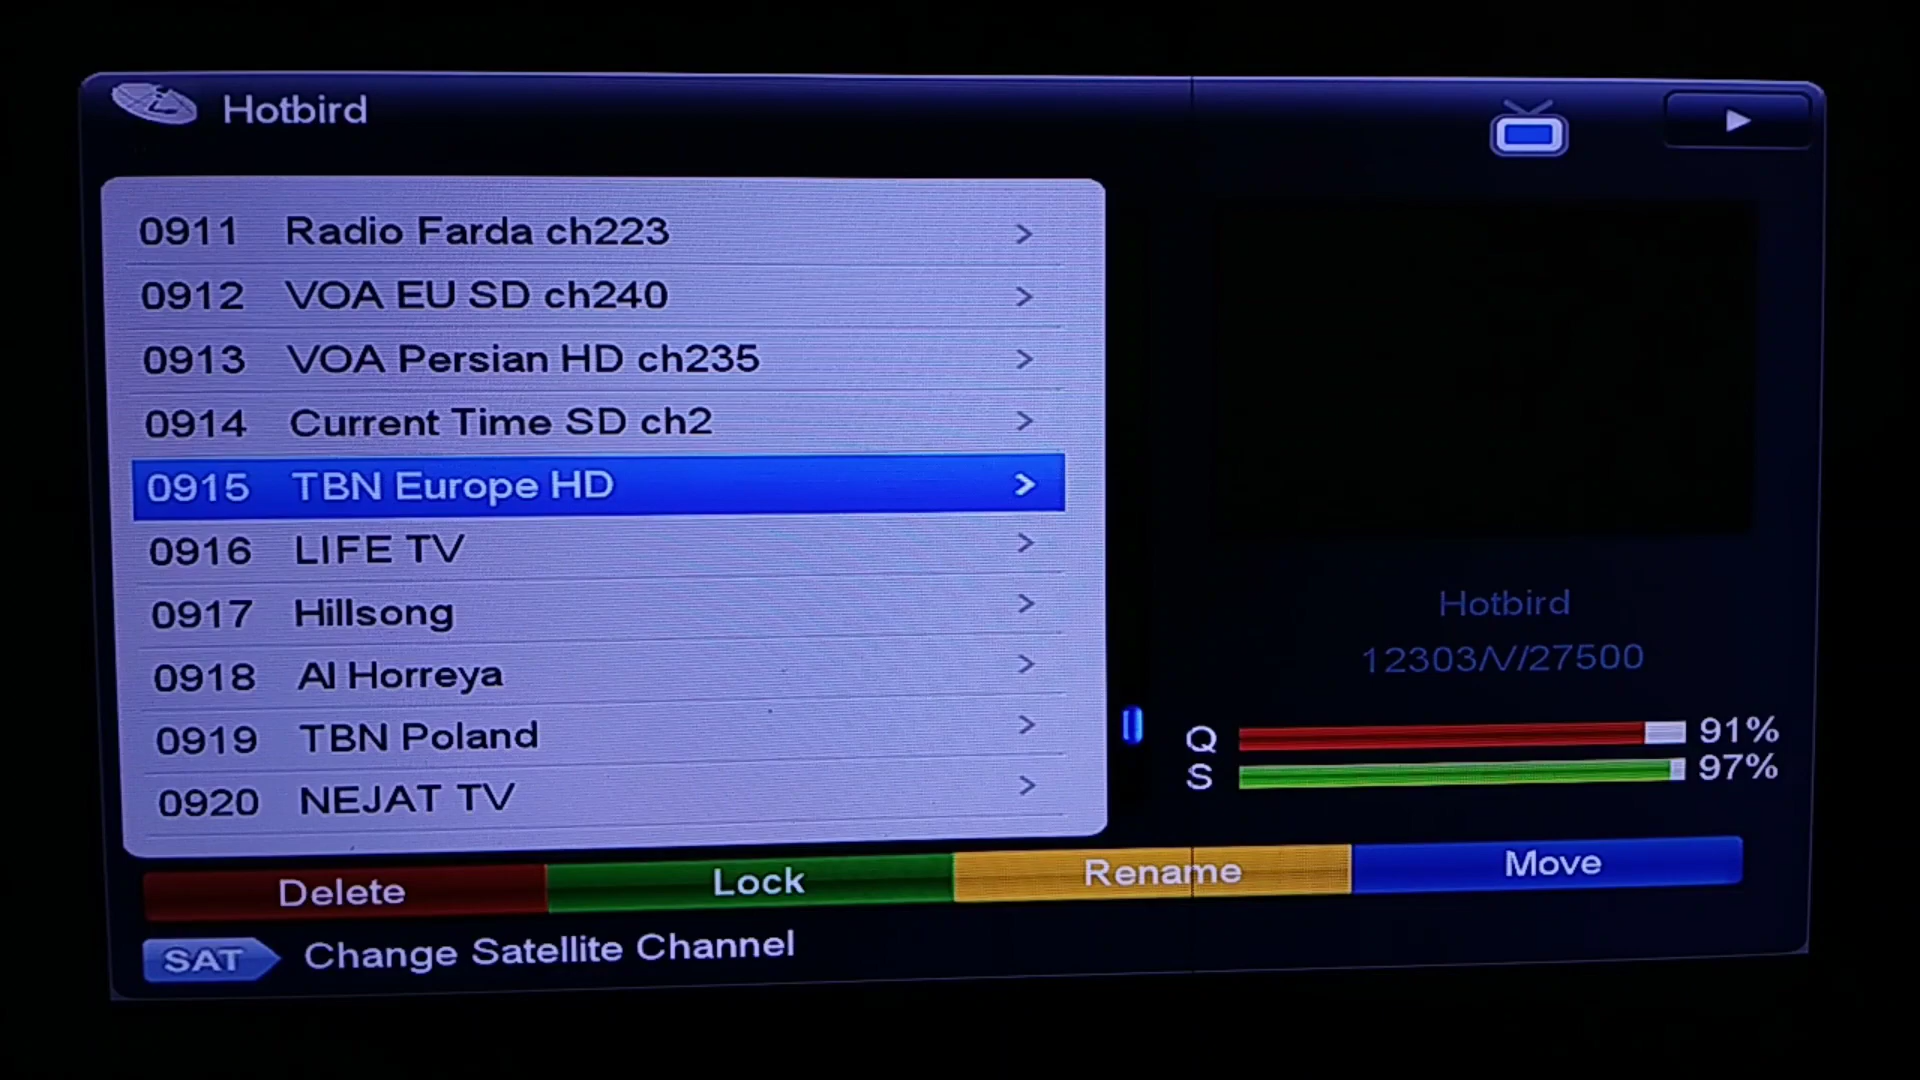 Hotbird
0911 Radio Farda ch223
0912 VOA EU SD ch240
0913 VOA Persian HD ch235
0914 Current Time SD ch2
0915 TBN Europe HD
0916 LIFE TV
0917 Hillsong
0918 Al Horreya
0919 TBN Poland
0920 NEJAT TV
Hotbird
12303/V/27500
Q 91%
S 97%
Delete Lock Rename Move
SAT Change Satellite Channel